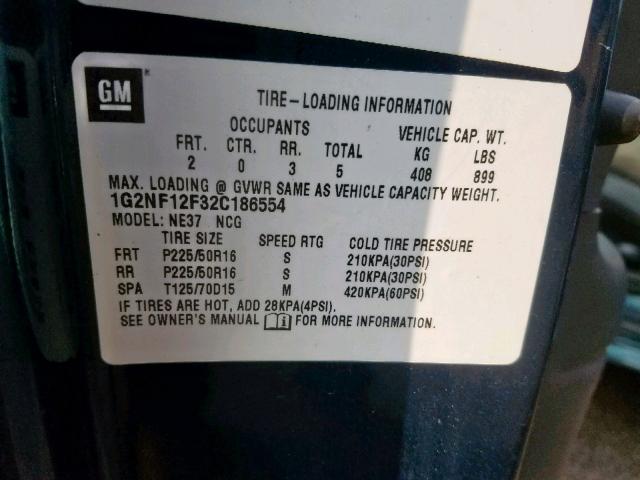 GM
TIRE-LOADING INFORMATION
OCCUPANTS VEHICLE CAP. WT.
FRT. CTR. RR. TOTAL KG LBS
2 0 3 5 408 899
MAX. LOADING @ GVWR SAME AS VEHICLE CAPACITY WEIGHT.
1G2NF12F32C186554
MODEL: NE37 NCG
TIRE SIZE SPEED RTG COLD TIRE PRESSURE
FRT P225/50R16 S 210KPA(30PSI)
RR P225/50R16 S 210KPA(30PSI)
SPA T125/70D15 M 420KPA(60PSI)
IF TIRES ARE HOT, ADD 28KPA(4PSI).
SEE OWNER'S MANUAL i FOR MORE INFORMATION.